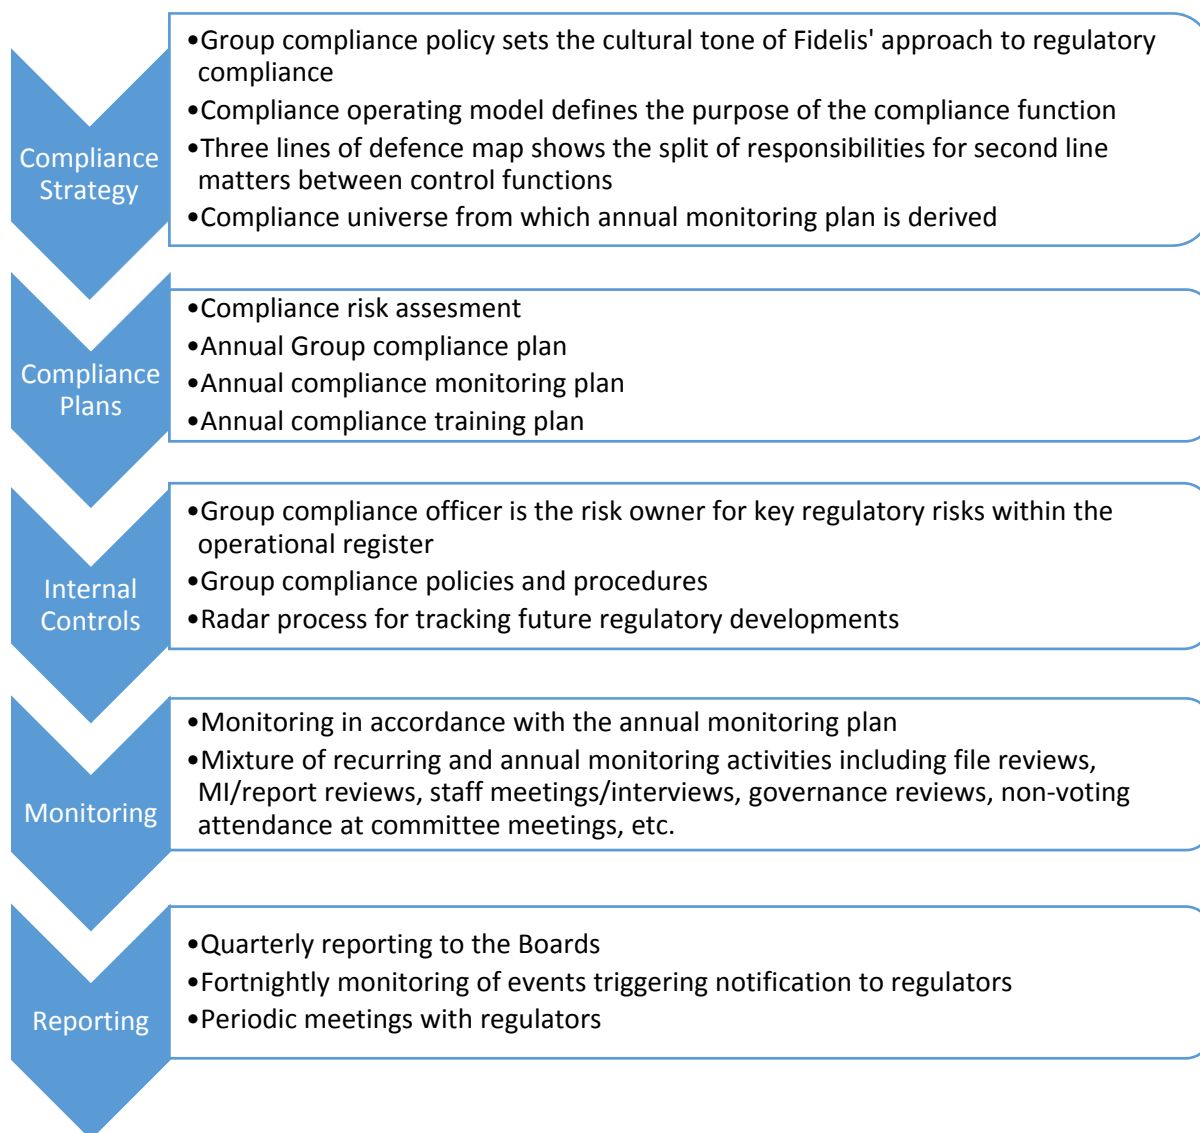 Compliance
Strategy
•Group compliance policy sets the cultural tone of Fidelis' approach to regulatory
compliance
•Compliance operating model defines the purpose of the compliance function
•Three lines of defence map shows the split of responsibilities for second line
matters between control functions
•Compliance universe from which annual monitoring plan is derived
Compliance
Plans
•Compliance risk assesment
•Annual Group compliance plan
•Annual compliance monitoring plan
•Annual compliance training plan
Internal
Controls
•Group compliance officer is the risk owner for key regulatory risks within the
operational register
•Group compliance policies and procedures
•Radar process for tracking future regulatory developments
Monitoring
•Monitoring in accordance with the annual monitoring plan
•Mixture of recurring and annual monitoring activities including file reviews,
MI/report reviews, staff meetings/interviews, governance reviews, non-voting
attendance at committee meetings, etc.
Reporting
•Quarterly reporting to the Boards
•Fortnightly monitoring of events triggering notification to regulators
•Periodic meetings with regulators